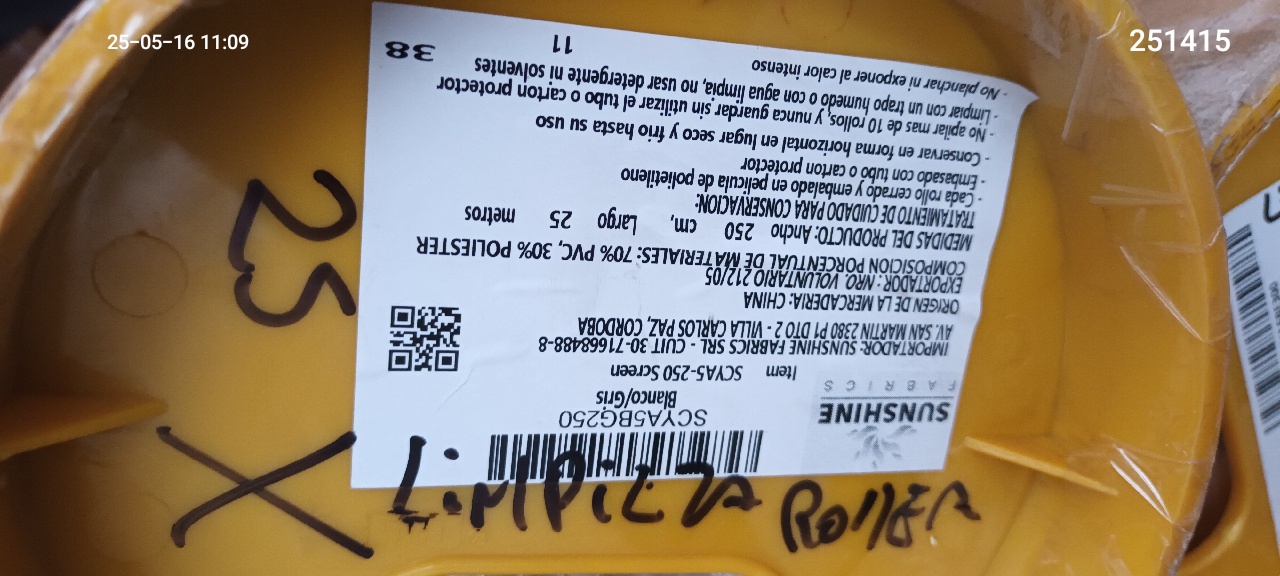 25-05-16 11:09
251415
SUNSHINE
FABRICS
SCYA5BG250
Blanco/Gris
Item SCYA5-250 Screen
IMPORTADOR: SUNSHINE FABRICS SRL - CUIT 30-71668488-8
AV. SAN MARTIN 2380 P1 DTO 2 - VILLA CARLOS PAZ, CORDOBA
ORIGEN DE LA MERCADERIA: CHINA
EXPORTADOR: NRO. VOLUNTARIO 212/05
COMPOSICION PORCENTUAL DE MATERIALES: 70% PVC, 30% POLIESTER
MEDIDAS DEL PRODUCTO: Ancho 250 cm, Largo 25 metros
TRATAMIENTO DE CUIDADO PARA CONSERVACION:
- Cada rollo cerrado y embalado en pelicula de polietileno
- Embasado con tubo o carton protector
- Conservar en forma horizontal en lugar seco y frio hasta su uso
- No apilar mas de 10 rollos, y nunca guardar sin utilizar el tubo o carton protector
- Limpiar con un trapo humedo o con agua limpia, no usar detergente ni solventes
- No planchar ni exponer al calor intenso
11
38
25
X
LiMPiEZA ROllER